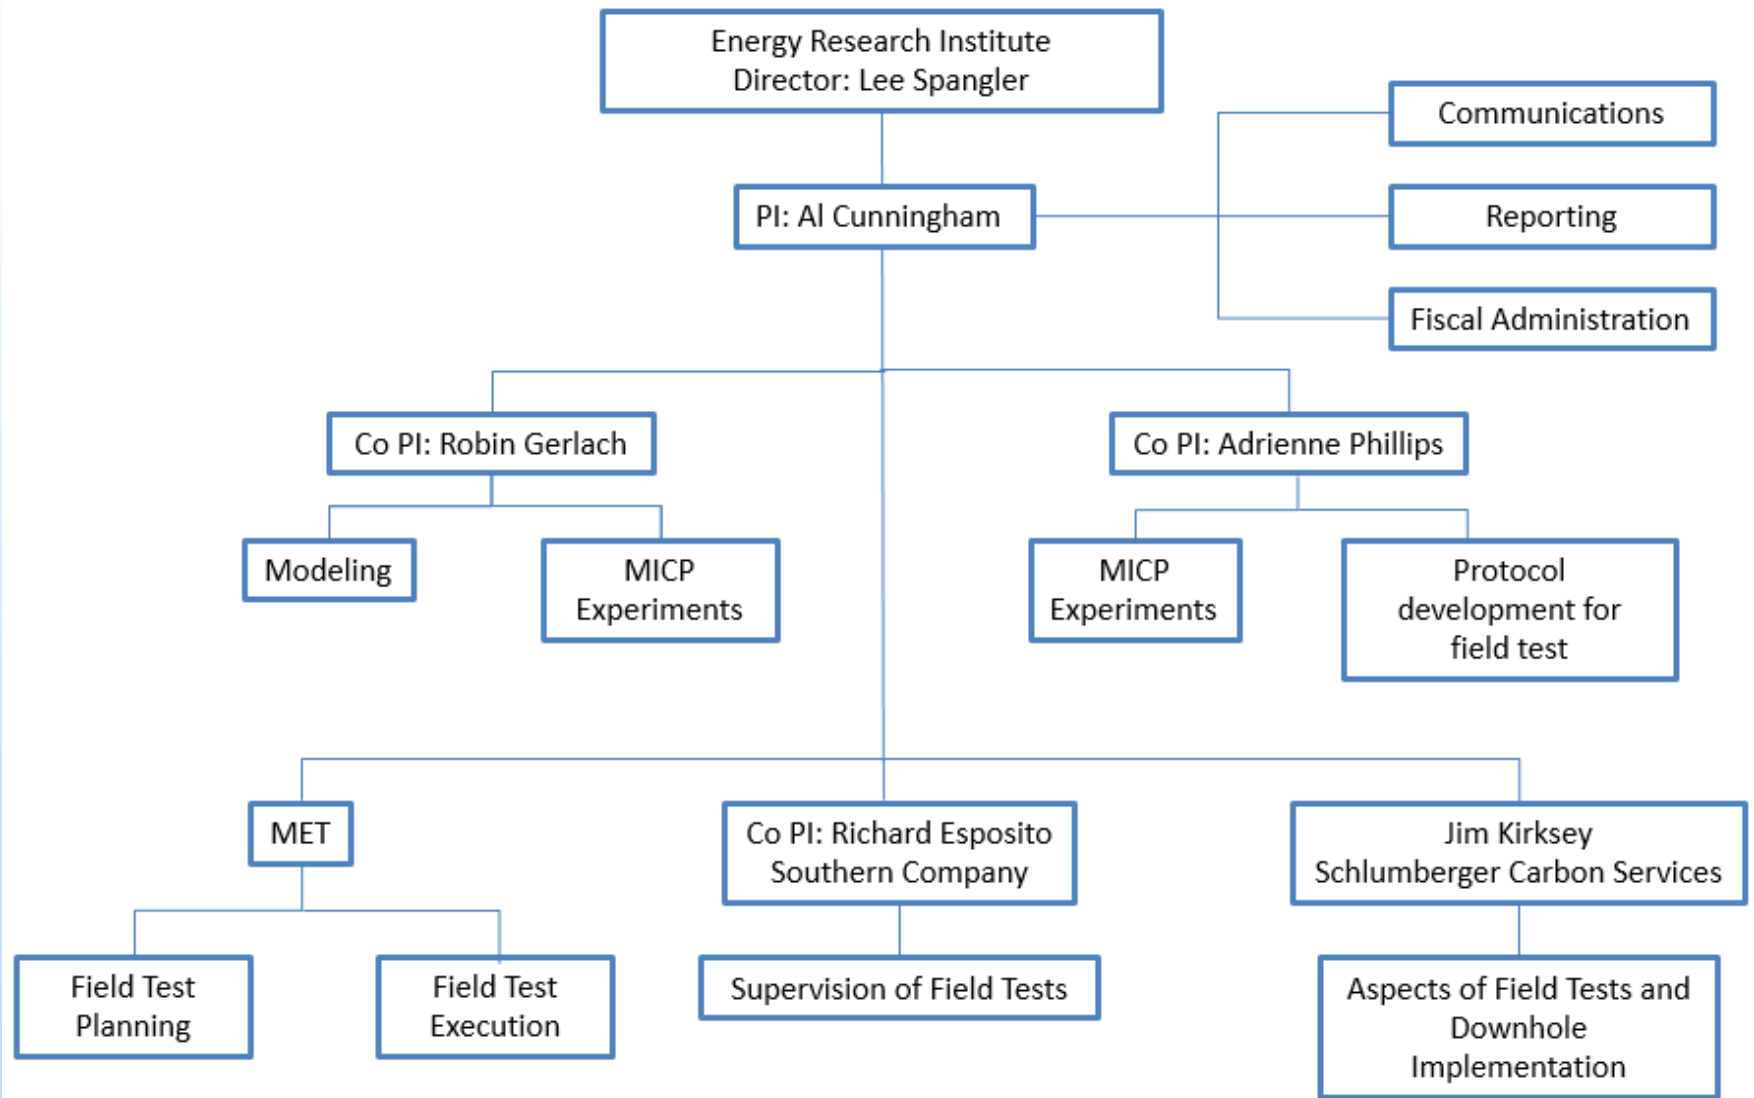 Energy Research Institute
Director: Lee Spangler
Communications
PI: Al Cunningham
Reporting
Fiscal Administration
Co PI: Robin Gerlach
Co PI: Adrienne Phillips
Modeling
MICP
Experiments
MICP
Experiments
Protocol
development for
field test
MET
Co PI: Richard Esposito
Southern Company
Jim Kirksey
Schlumberger Carbon Services
Field Test
Planning
Field Test
Execution
Supervision of Field Tests
Aspects of Field Tests and
Downhole
Implementation